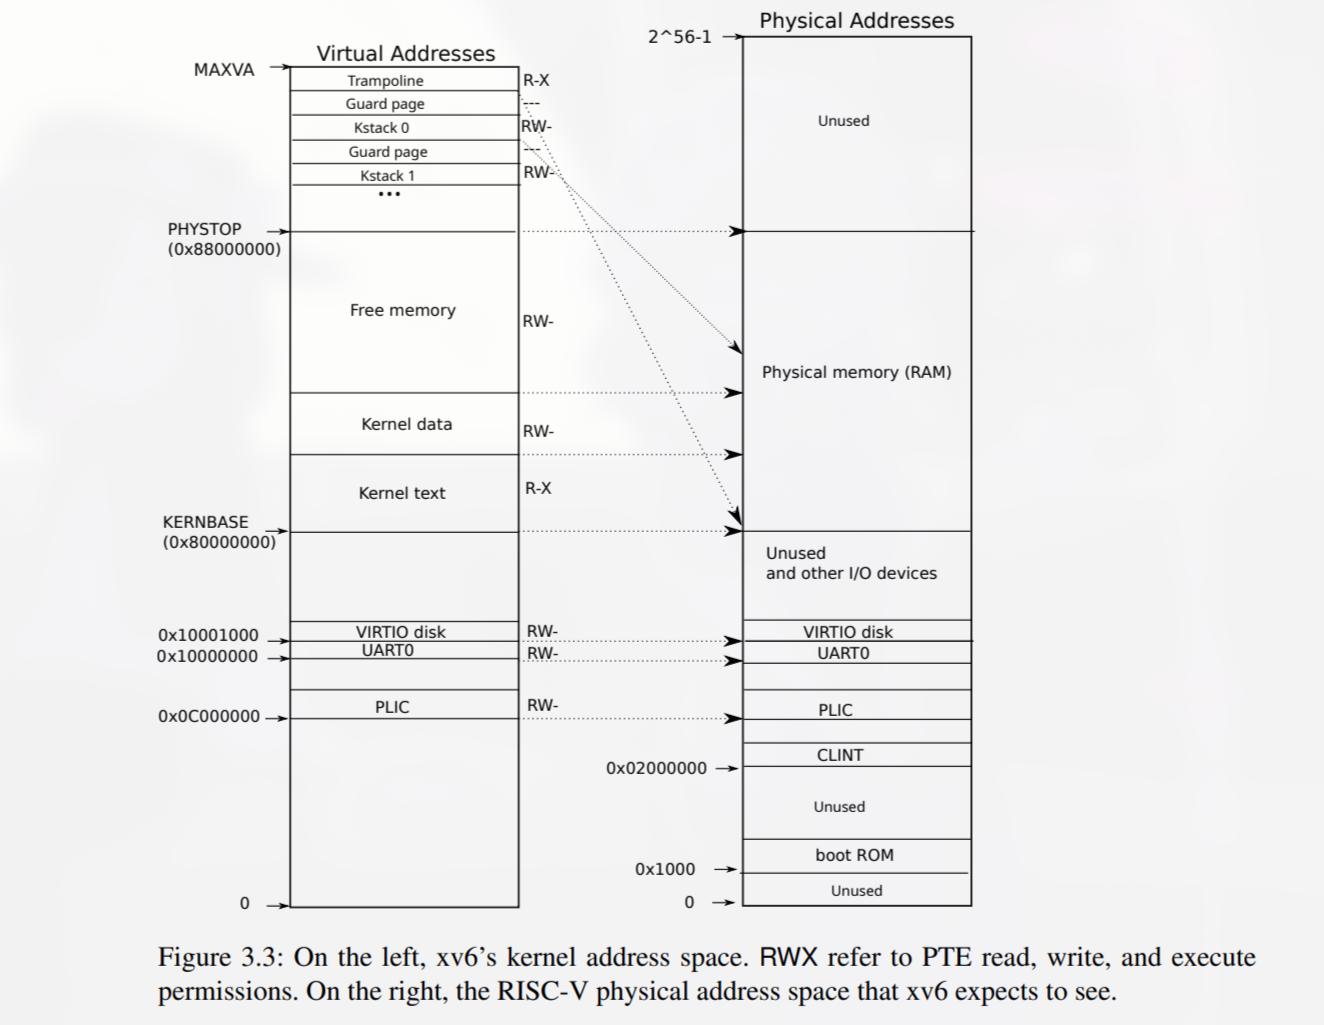 Physical Addresses
2^56-1
Virtual Addresses
MAXVA
Trampoline
R-X
Guard page
---
Kstack 0
RW-
Guard page
---
Kstack 1
RW-
...
Unused
PHYSTOP
(0x88000000)
Free memory
RW-
Physical memory (RAM)
Kernel data
RW-
Kernel text
R-X
KERNBASE
(0x80000000)
Unused
and other I/O devices
0x10001000
VIRTIO disk
RW-
VIRTIO disk
0x10000000
UART0
RW-
UART0
0x0C000000
PLIC
RW-
PLIC
CLINT
0x02000000
Unused
boot ROM
0x1000
Unused
0
0
Figure 3.3: On the left, xv6's kernel address space. RWX refer to PTE read, write, and execute
permissions. On the right, the RISC-V physical address space that xv6 expects to see.